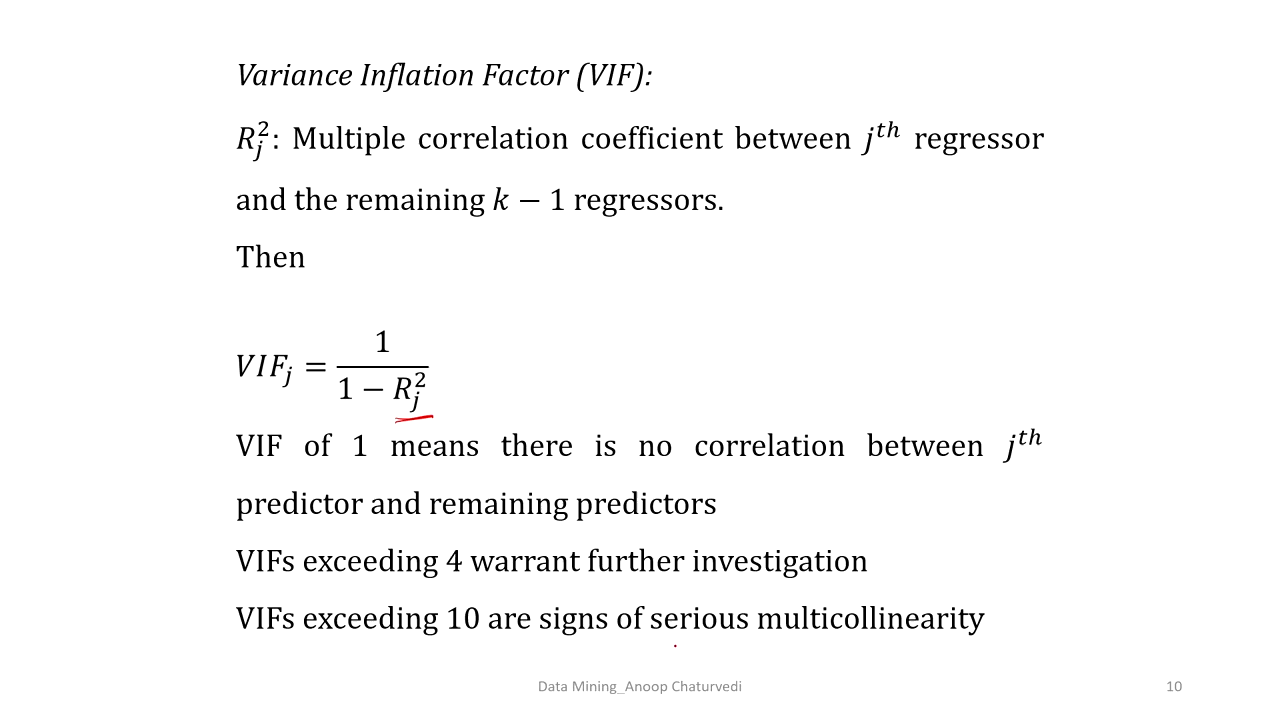 Variance Inflation Factor (VIF):
R_j^2: Multiple correlation coefficient between j^th regressor
and the remaining k − 1 regressors.
Then
VIF_j = 1 / (1 − R_j^2)
VIF of 1 means there is no correlation between j^th
predictor and remaining predictors
VIFs exceeding 4 warrant further investigation
VIFs exceeding 10 are signs of serious multicollinearity
Data Mining_Anoop Chaturvedi
10